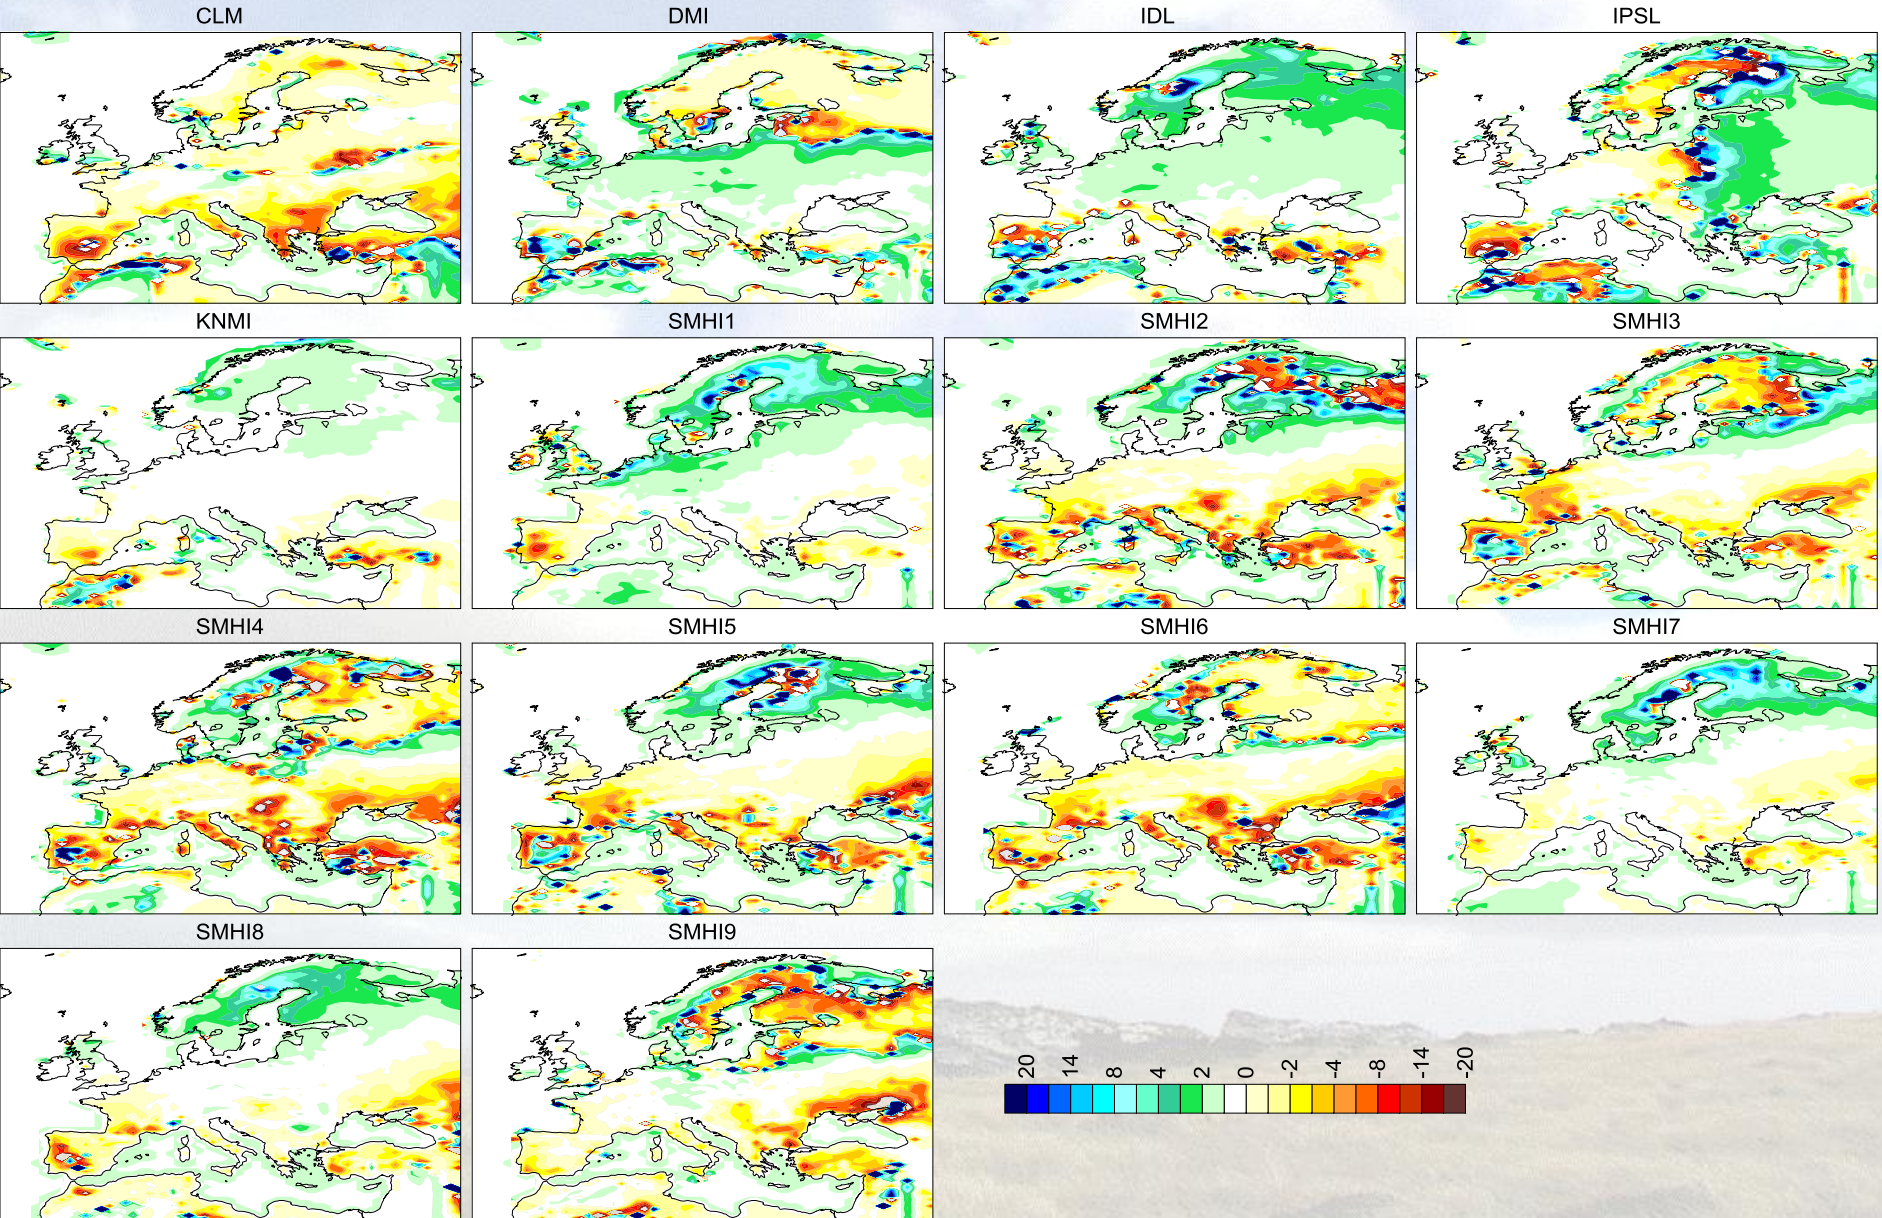 CLM DMI IDL IPSL
KNMI SMHI1 SMHI2 SMHI3
SMHI4 SMHI5 SMHI6 SMHI7
SMHI8 SMHI9
20 14 8 4 2 0 -2 -4 -8 -14 -20